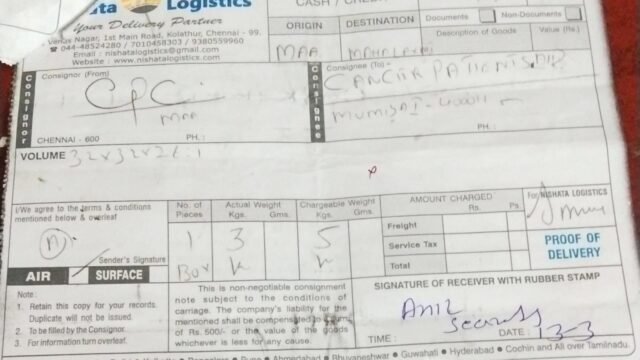 Logistics
Your Delivery Partner
Venus Nagar, 1st Main Road, Kolathur, Chennai - 99.
044-48524280 / 7010458303 / 9380559960
Email : nishatalogistics@gmail.com
Website : www.nishatalogistics.com
ORIGIN
MAA
DESTINATION
Documents
Non-Documents
Description of Goods
Value (Rs.)
Consignor
Consignor (From)
CPC
MAA
CHENNAI - 600
PH. :
Consignee
Consignee (To)
CANCER PATIENTS AID
MUMBAI - 400011
PH. :
VOLUME
I/We agree to the terms & conditions
mentioned below & overleaf
Sender's Signature
AIR
SURFACE
No. of Pieces
1
Box
Actual Weight
Kgs. Gms.
3
K
Chargeable Weight
Kgs. Gms.
5
K
AMOUNT CHARGED
Rs. Ps.
Freight
Service Tax
Total
For NISHATA LOGISTICS
PROOF OF
DELIVERY
Note :
1. Retain this copy for your records.
Duplicate will not be issued.
2. To be filled by the Consignor.
3. For information turn overleaf.
This is non-negotiable consignment
note subject to the conditions of
carriage. The company's liability for the
mentioned shall be compensated to
of Rs. 500/- or the value of the goods
whichever is less for any cause.
SIGNATURE OF RECEIVER WITH RUBBER STAMP
Anil
TIME :
DATE :
Ahmedabad Bhuvaneshwar Guwahati Hyderabad Cochin and All over Tamilnadu.